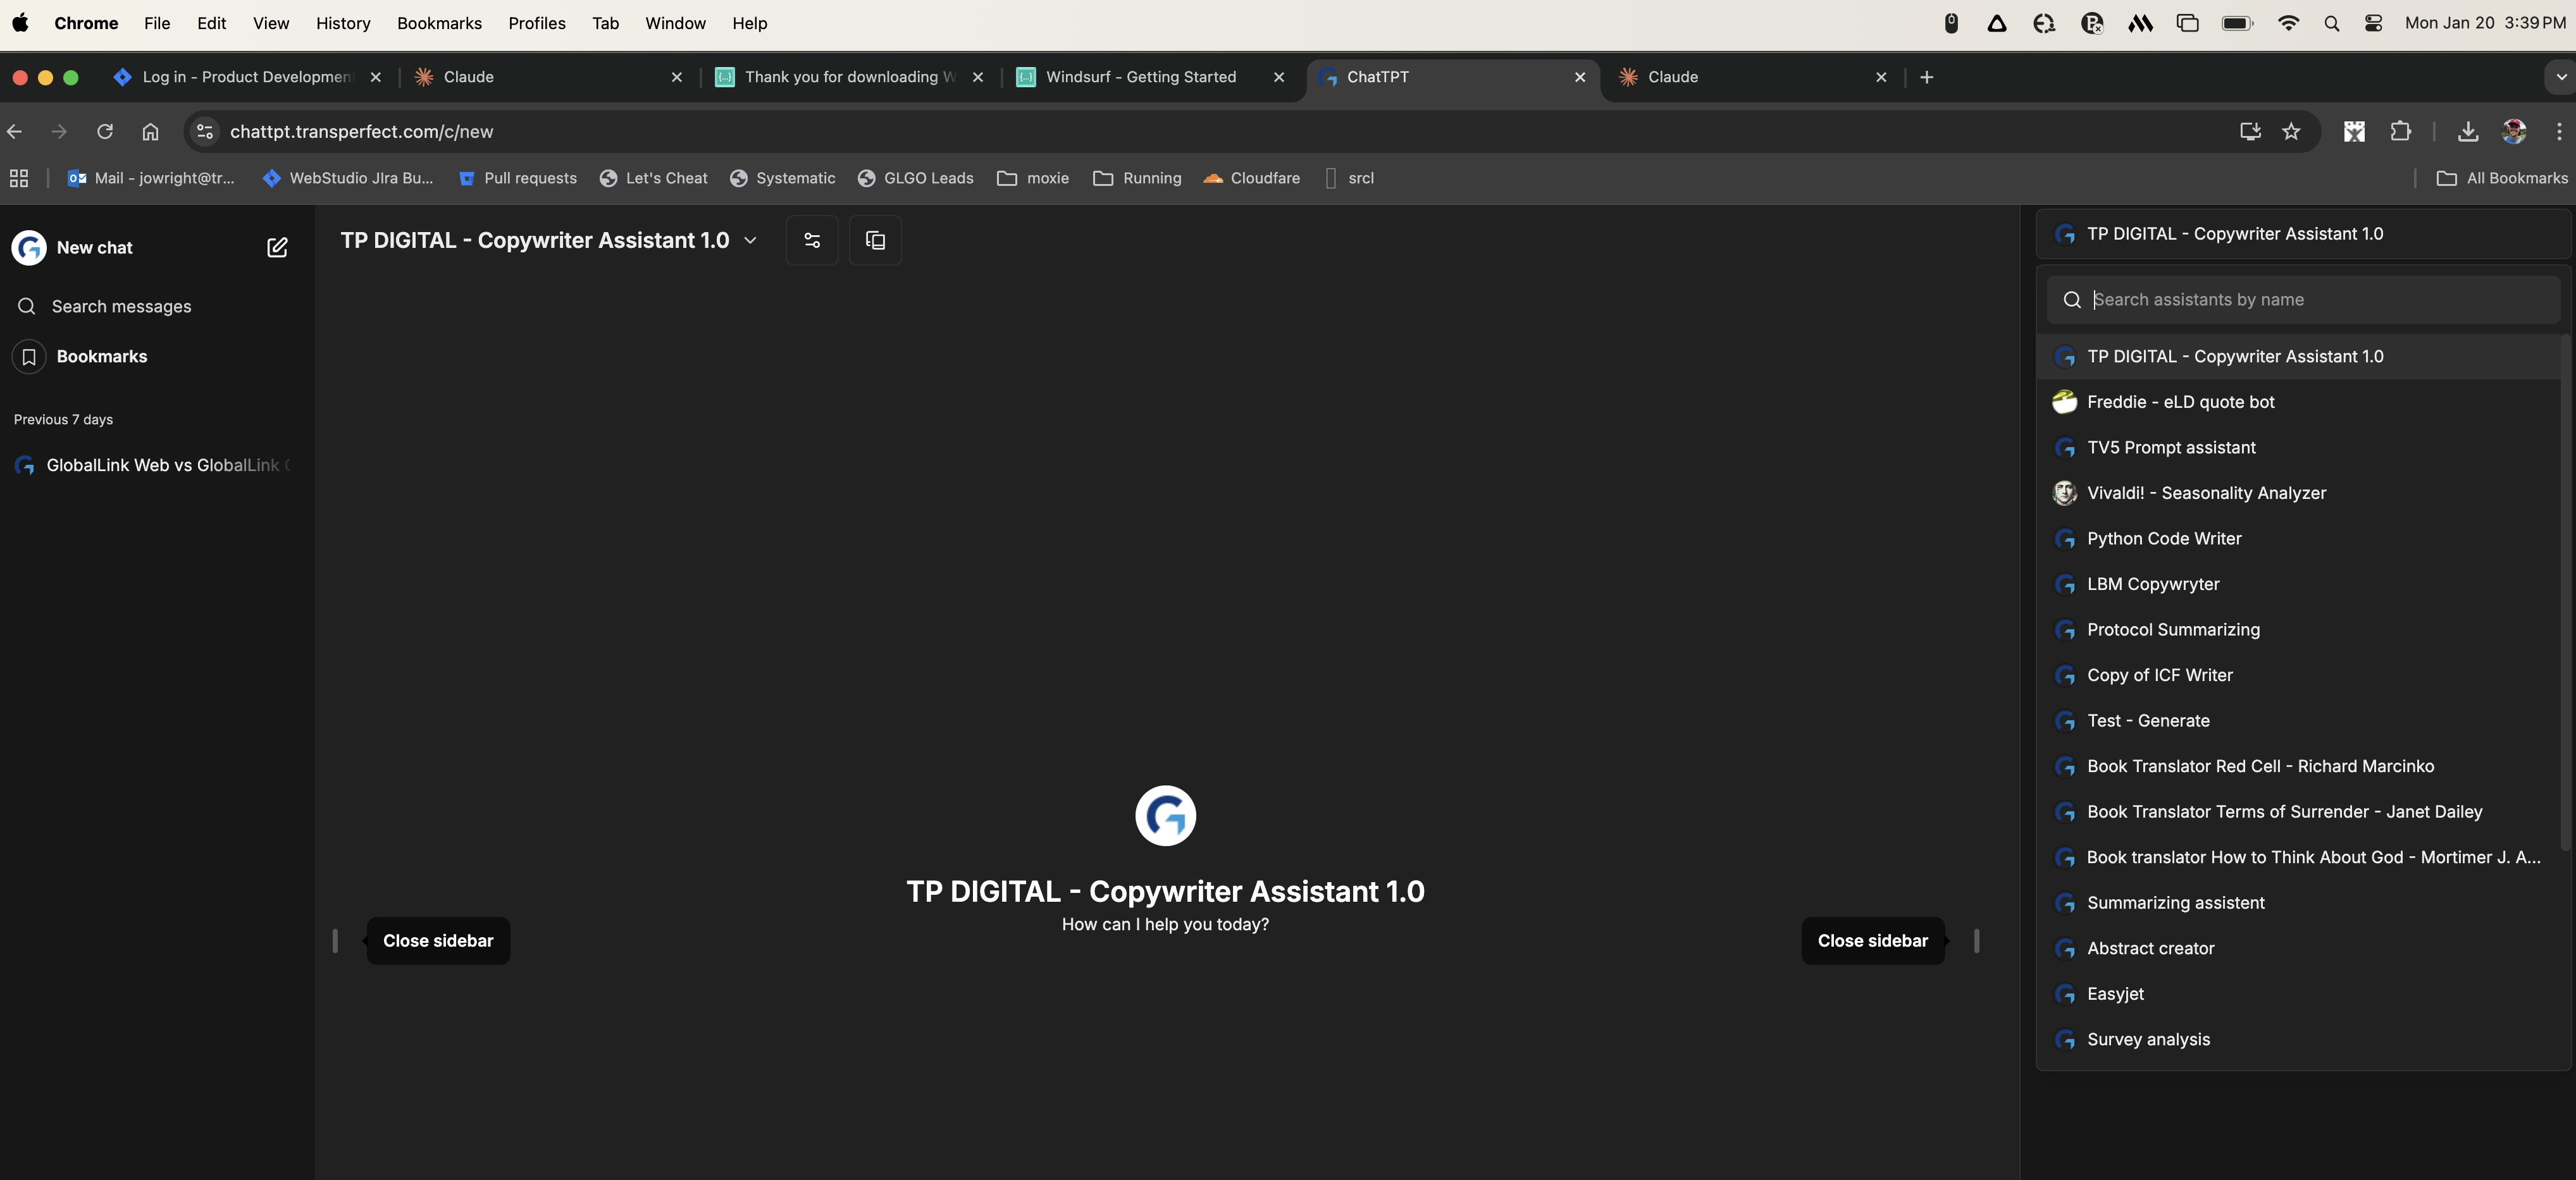 Chrome File Edit View History Bookmarks Profiles Tab Window Help Mon Jan 20 3:39 PM
Log in - Product Developmen Claude Thank you for downloading W Windsurf - Getting Started ChatTPT Claude
chattpt.transperfect.com/c/new
Mail - jowright@tr... WebStudio JIra Bu... Pull requests Let's Cheat Systematic GLGO Leads moxie Running Cloudfare srcl All Bookmarks
New chat
Search messages
Bookmarks
Previous 7 days
GlobalLink Web vs GlobalLink
TP DIGITAL - Copywriter Assistant 1.0
TP DIGITAL - Copywriter Assistant 1.0
How can I help you today?
Close sidebar
Close sidebar
TP DIGITAL - Copywriter Assistant 1.0
Search assistants by name
TP DIGITAL - Copywriter Assistant 1.0
Freddie - eLD quote bot
TV5 Prompt assistant
Vivaldi! - Seasonality Analyzer
Python Code Writer
LBM Copywryter
Protocol Summarizing
Copy of ICF Writer
Test - Generate
Book Translator Red Cell - Richard Marcinko
Book Translator Terms of Surrender - Janet Dailey
Book translator How to Think About God - Mortimer J. A...
Summarizing assistent
Abstract creator
Easyjet
Survey analysis